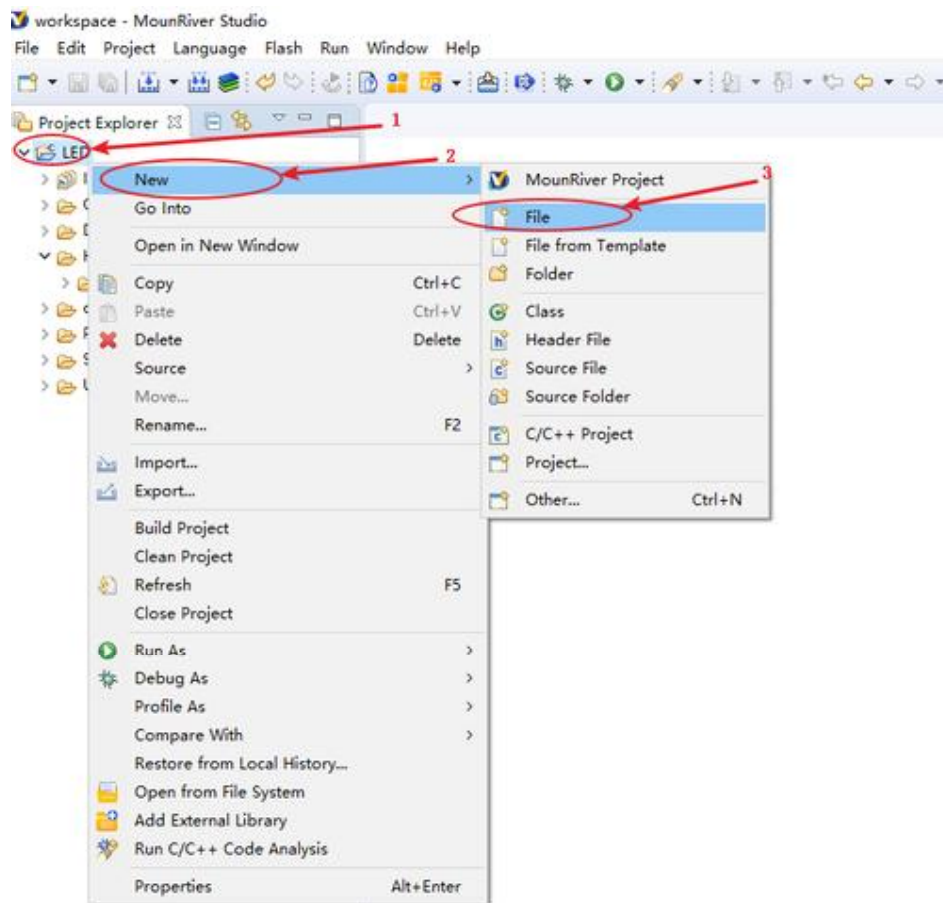 workspace - MounRiver Studio
File Edit Project Language Flash Run Window Help
Project Explorer
1
LED
2
New
3
MounRiver Project
Go Into
File
Open in New Window
File from Template
Folder
Copy Ctrl+C
Paste Ctrl+V
Class
Delete Delete
Header File
Source
Source File
Move...
Source Folder
Rename... F2
C/C++ Project
Import...
Project...
Export...
Other... Ctrl+N
Build Project
Clean Project
Refresh F5
Close Project
Run As
Debug As
Profile As
Compare With
Restore from Local History...
Open from File System
Add External Library
Run C/C++ Code Analysis
Properties Alt+Enter